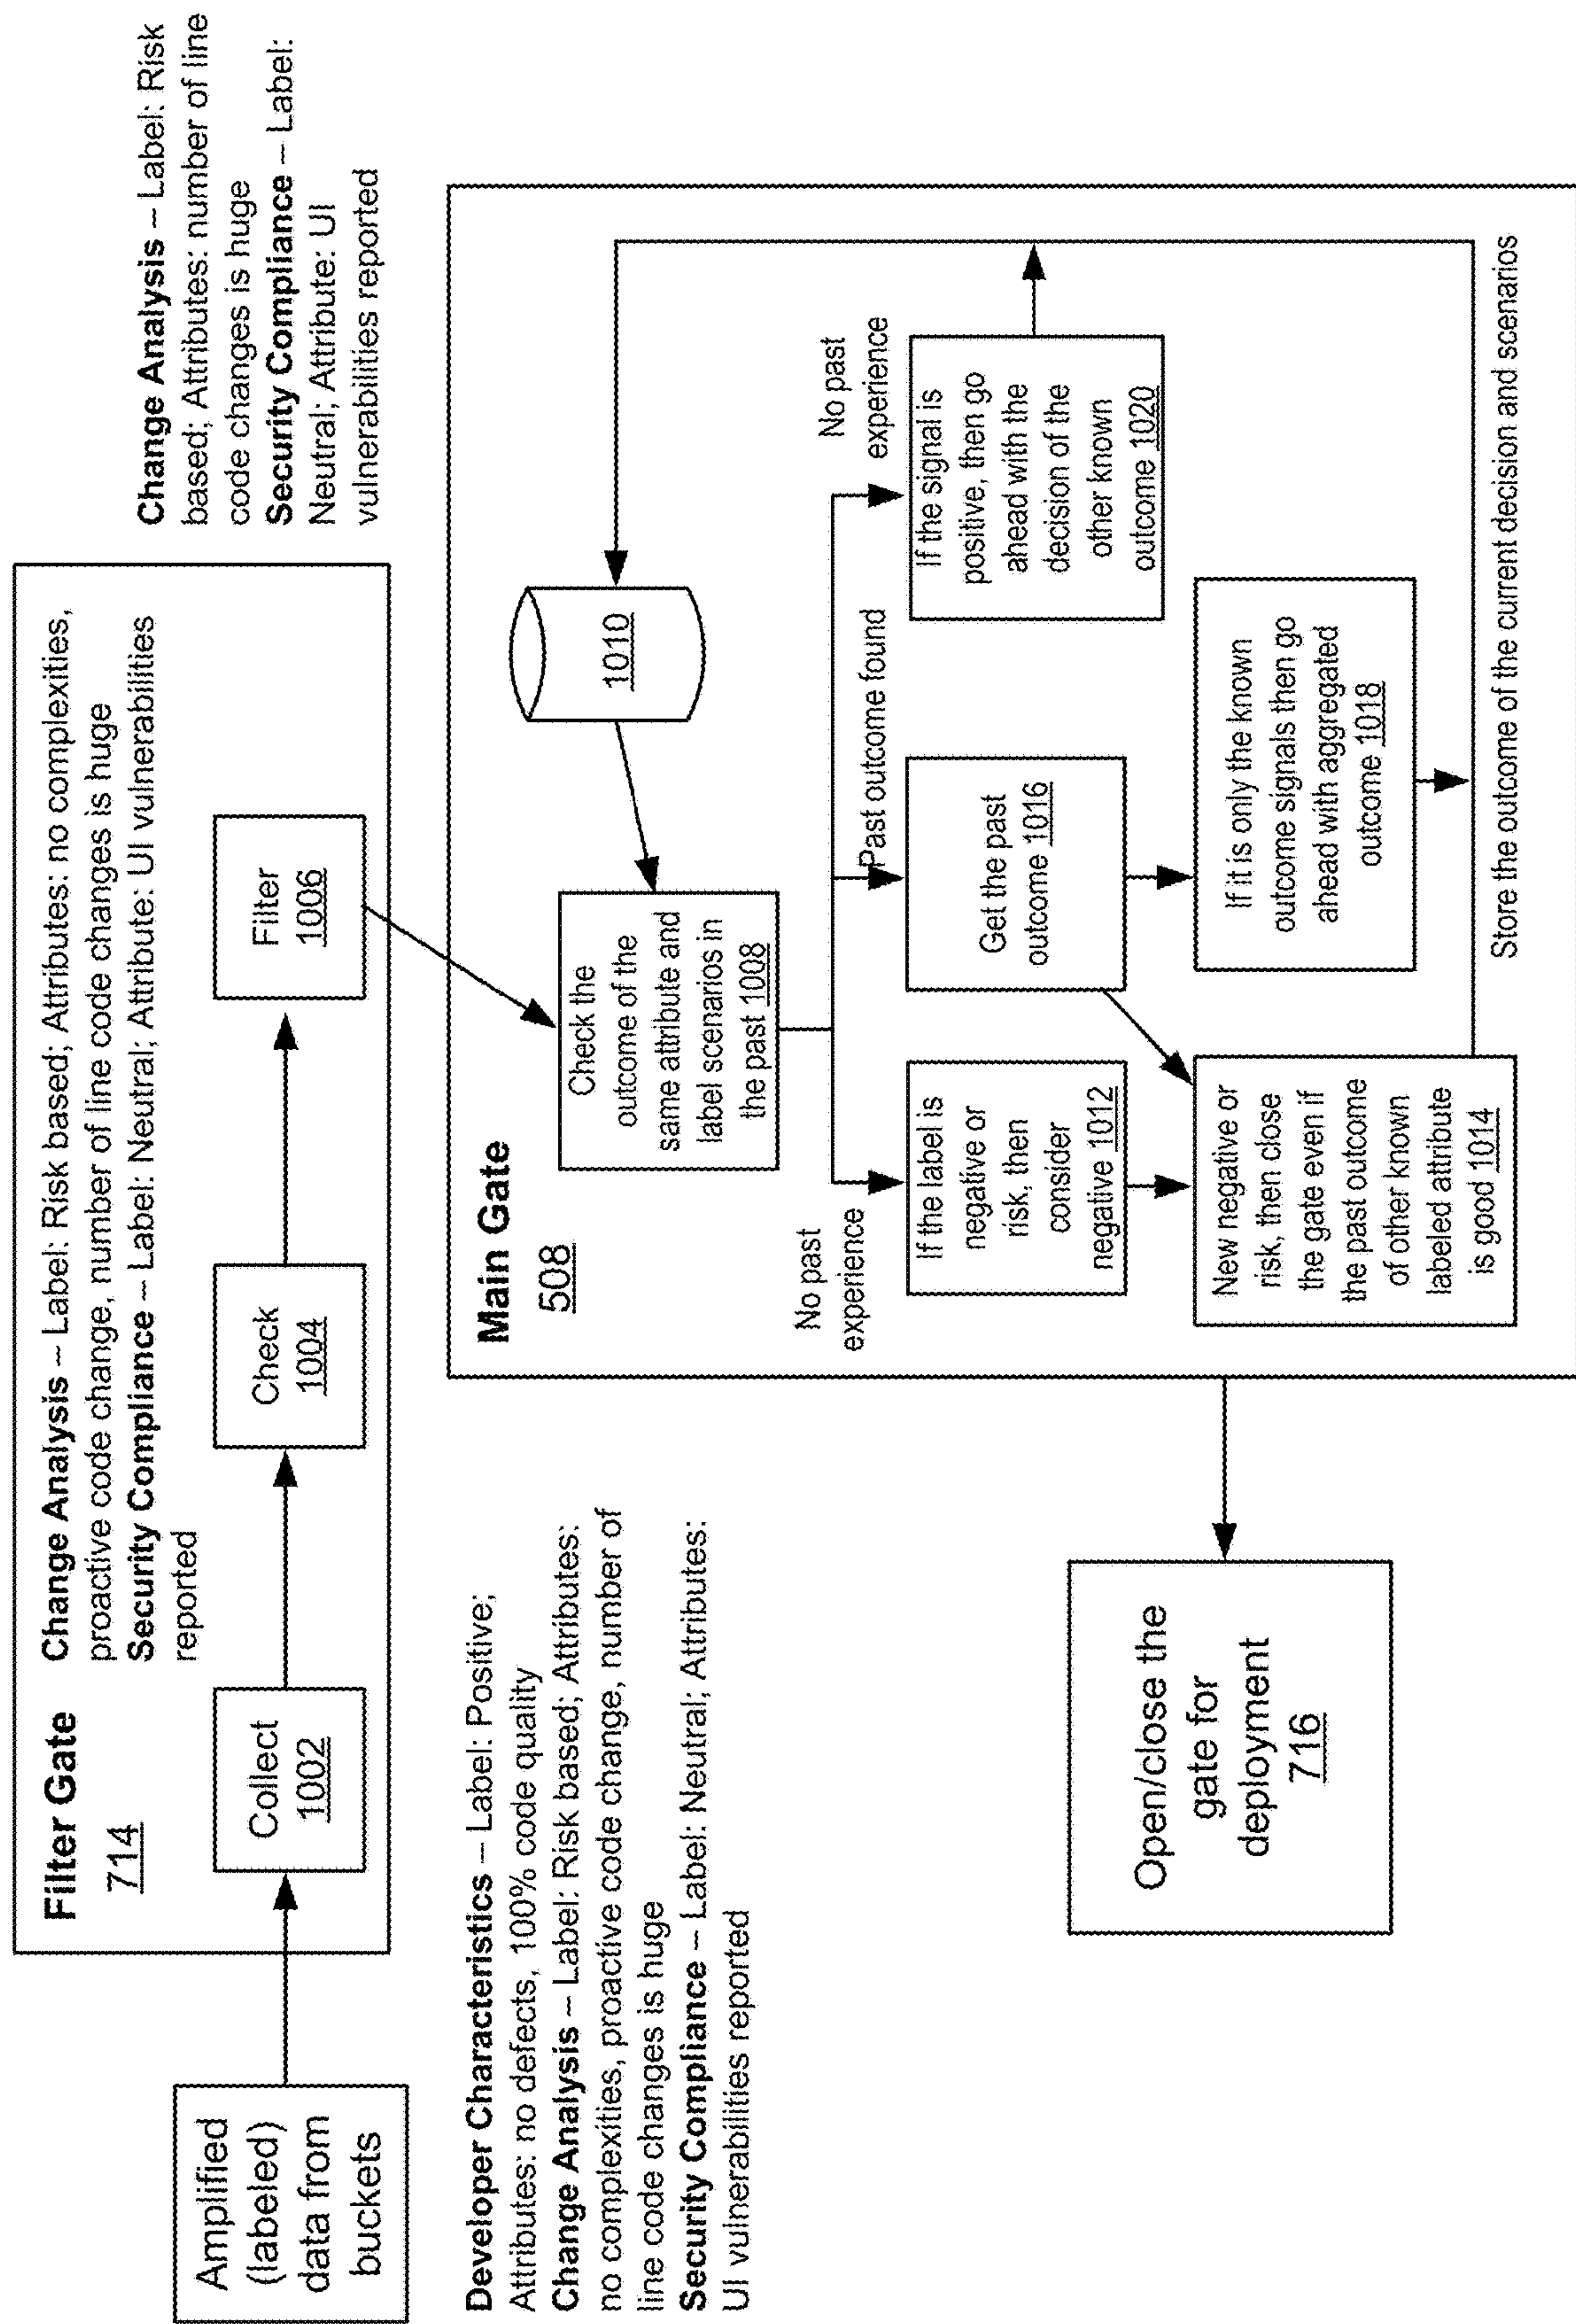 Amplified
(labeled)
data from
buckets
Filter Gate
714
Change Analysis – Label: Risk based; Attributes: no complexities,
proactive code change, number of line code changes is huge
Security Compliance – Label: Neutral; Attribute: UI vulnerabilities
reported
Collect
1002
Check
1004
Filter
1006
Change Analysis – Label: Risk
based; Attributes: number of line
code changes is huge
Security Compliance – Label:
Neutral; Attribute: UI
vulnerabilities reported
Developer Characteristics – Label: Positive;
Attributes: no defects, 100% code quality
Change Analysis – Label: Risk based; Attributes:
no complexities, proactive code change, number of
line code changes is huge
Security Compliance – Label: Neutral; Attributes:
UI vulnerabilities reported
Main Gate
508
Check the
outcome of the
same attribute and
label scenarios in
the past 1008
1010
No past
experience
Past outcome found
No past
experience
If the label is
negative or
risk, then
consider
negative 1012
Get the past
outcome 1016
If the signal is
positive, then go
ahead with the
decision of the
other known
outcome 1020
New negative or
risk, then close
the gate even if
the past outcome
of other known
labeled attribute
is good 1014
If it is only the known
outcome signals then go
ahead with aggregated
outcome 1018
Store the outcome of the current decision and scenarios
Open/close the
gate for
deployment
716